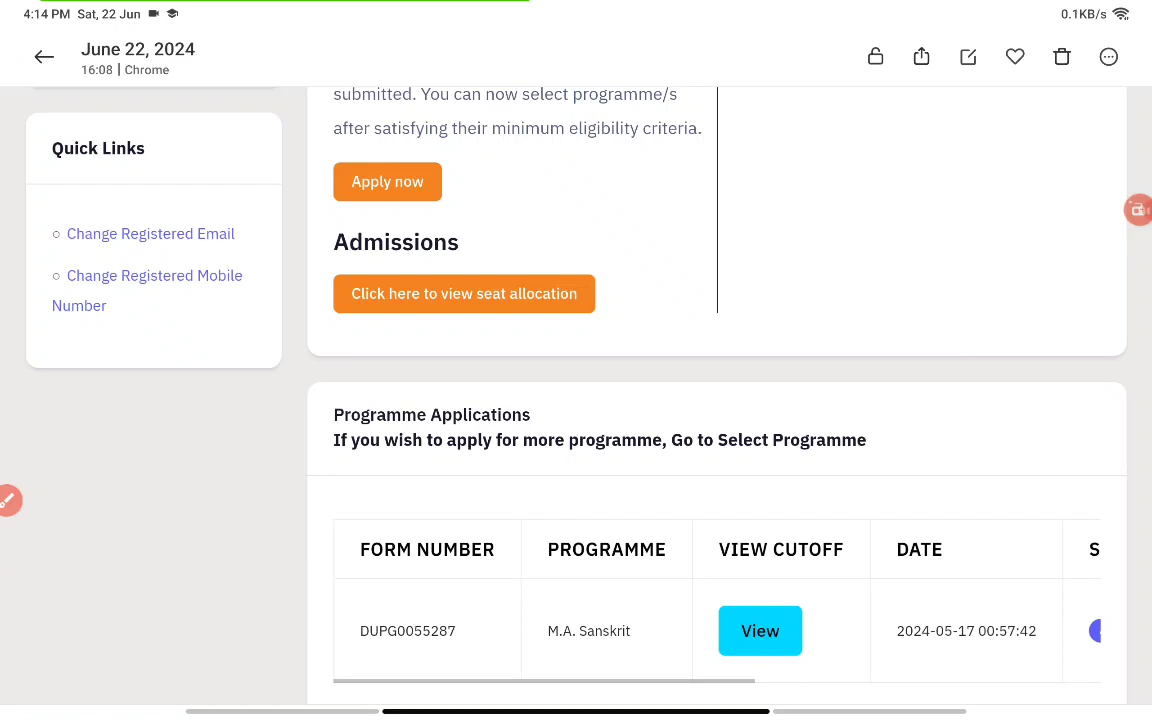 4:14 PM Sat, 22 Jun
0.1KB/s
June 22, 2024
16:08 | Chrome
submitted. You can now select programme/s
after satisfying their minimum eligibility criteria.
Quick Links
Apply now
Change Registered Email
Admissions
Change Registered Mobile
Number
Click here to view seat allocation
Programme Applications
If you wish to apply for more programme, Go to Select Programme
FORM NUMBER PROGRAMME VIEW CUTOFF DATE S
DUPG0055287 M.A. Sanskrit View 2024-05-17 00:57:42